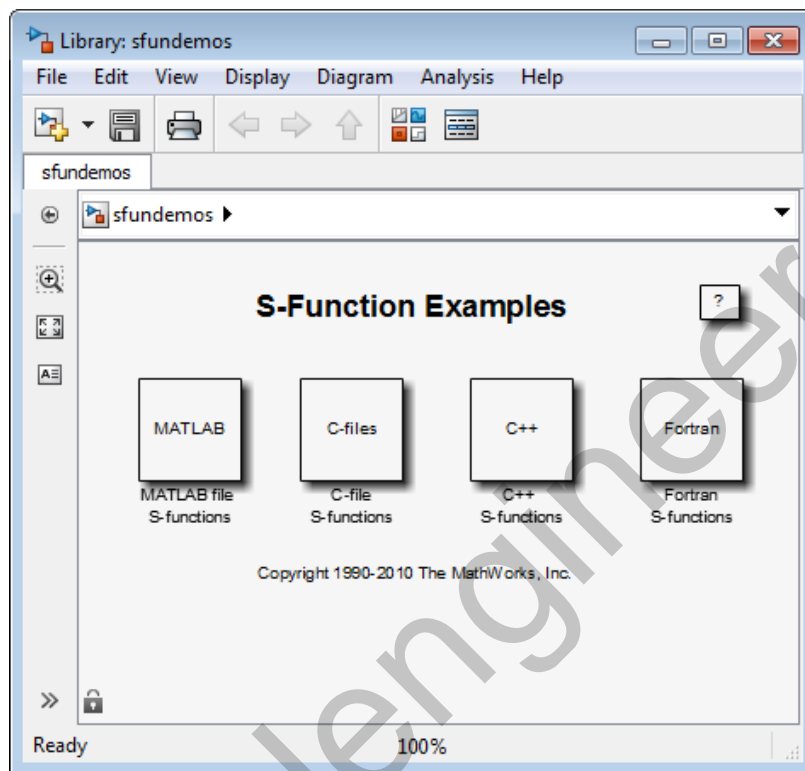 Library: sfundemos
File Edit View Display Diagram Analysis Help
sfundemos
sfundemos
S-Function Examples
?
MATLAB
C-files
C++
Fortran
MATLAB file
S-functions
C-file
S-functions
C++
S-functions
Fortran
S-functions
Copyright 1990-2010 The MathWorks, Inc.
Ready
100%
engineer